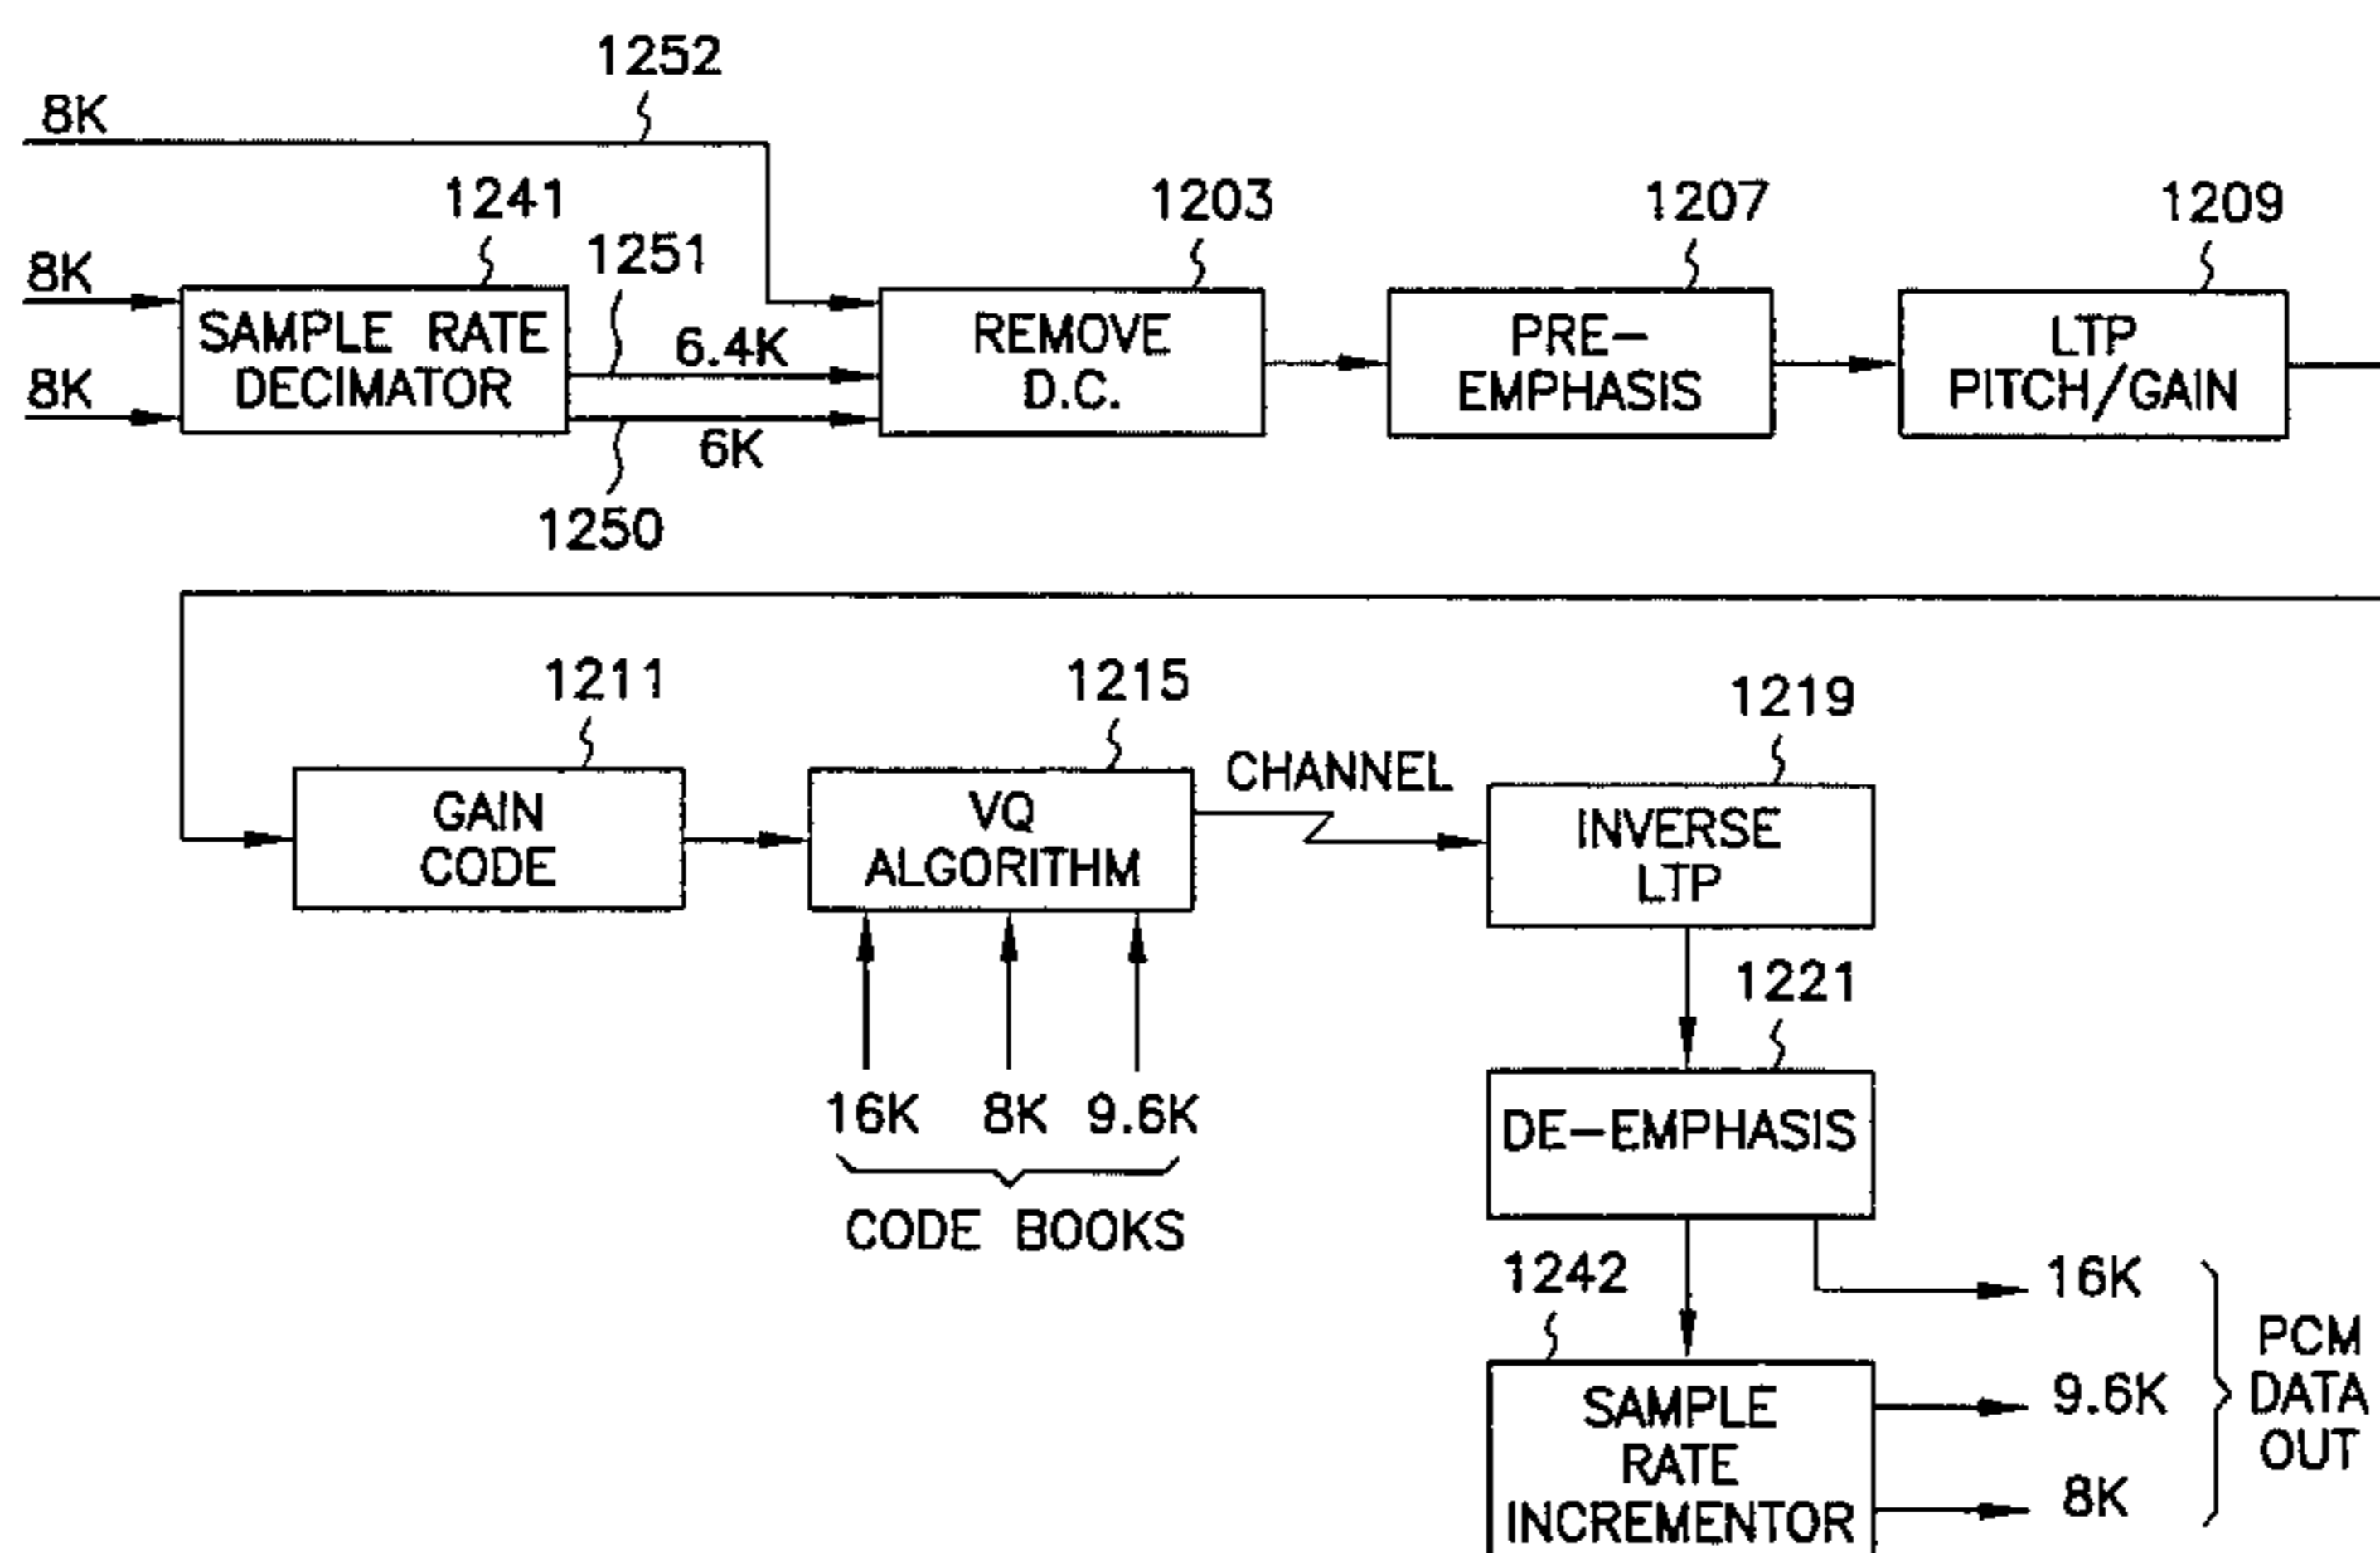 1252
8K
1241
1251
1203
1207
1209
8K
SAMPLE RATE
DECIMATOR
6.4K
REMOVE
D.C.
PRE-
EMPHASIS
LTP
PITCH/GAIN
8K
6K
1250
1211
1215
1219
CHANNEL
GAIN
CODE
VQ
ALGORITHM
INVERSE
LTP
1221
16K 8K 9.6K
CODE BOOKS
DE-EMPHASIS
1242
16K
9.6K
8K
PCM
DATA
OUT
SAMPLE
RATE
INCREMENTOR